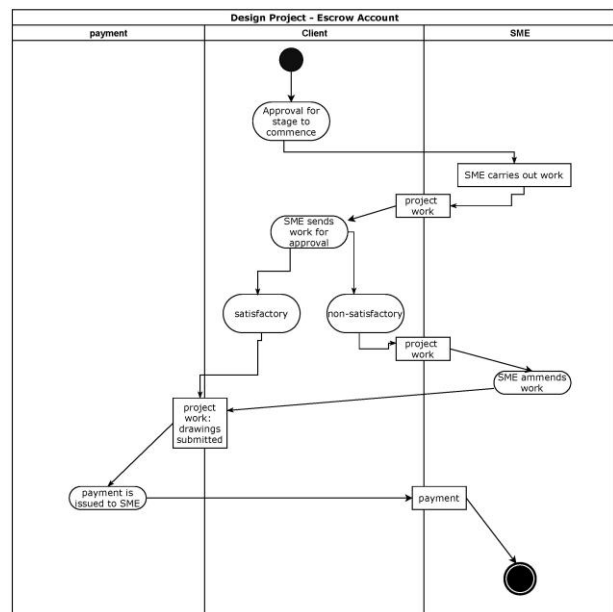 Design Project - Escrow Account
payment
Client
SME
Approval for
stage to
commence
SME carries out work
project
work
SME sends
work for
approval
satisfactory
non-satisfactory
project
work
SME ammends
work
project
work:
drawings
submitted
payment is
issued to SME
payment